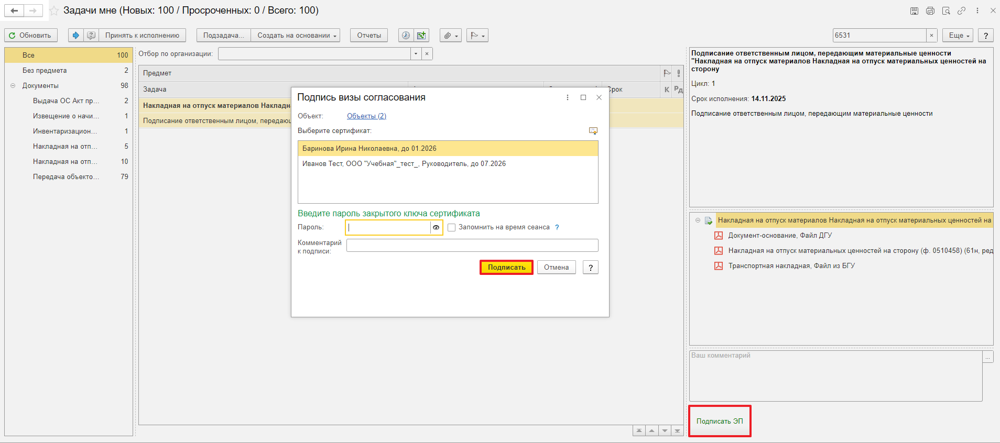 Задачи мне (Новых: 100 / Просроченных: 0 / Всего: 100)
Обновить
Принять к исполнению
Подзадача...
Создать на основании
Отчеты
6531
×
Еще
?
Все 100
Без предмета 2
Документы 98
Выдача ОС Акт пр... 2
Извещение о начи... 1
Инвентаризацион... 1
Накладная на отп... 5
Накладная на отп... 10
Передача объекто... 79
Отбор по организации:
×
Предмет
Задача
Срок
К
РД
Накладная на отпуск материалов
Подписание ответственным лицом,
Подпись визы согласования
Объект: Объекты (2)
Выберите сертификат:
Баринова Ирина Николаевна, до 01.2026
Иванов Тест, ООО "Учебная"_тест_, Руководитель, до 07.2026
Введите пароль закрытого ключа сертификата
Пароль:
Запомнить на время сеанса ?
Комментарий
к подписи:
Подписать
Отмена
?
Подписание ответственным лицом, передающим материальные ценности
"Накладная на отпуск материалов Накладная на отпуск материальных ценностей на
сторону
Цикл: 1
Срок исполнения: 14.11.2025
Подписание ответственным лицом, передающим материальные ценности
Накладная на отпуск материалов Накладная на отпуск материальных ценностей на
Документ-основание, Файл ДГУ
Накладная на отпуск материальных ценностей на сторону (ф. 0510458) (61н, ред
Транспортная накладная, Файл из БГУ
Ваш комментарий
...
Подписать ЭП